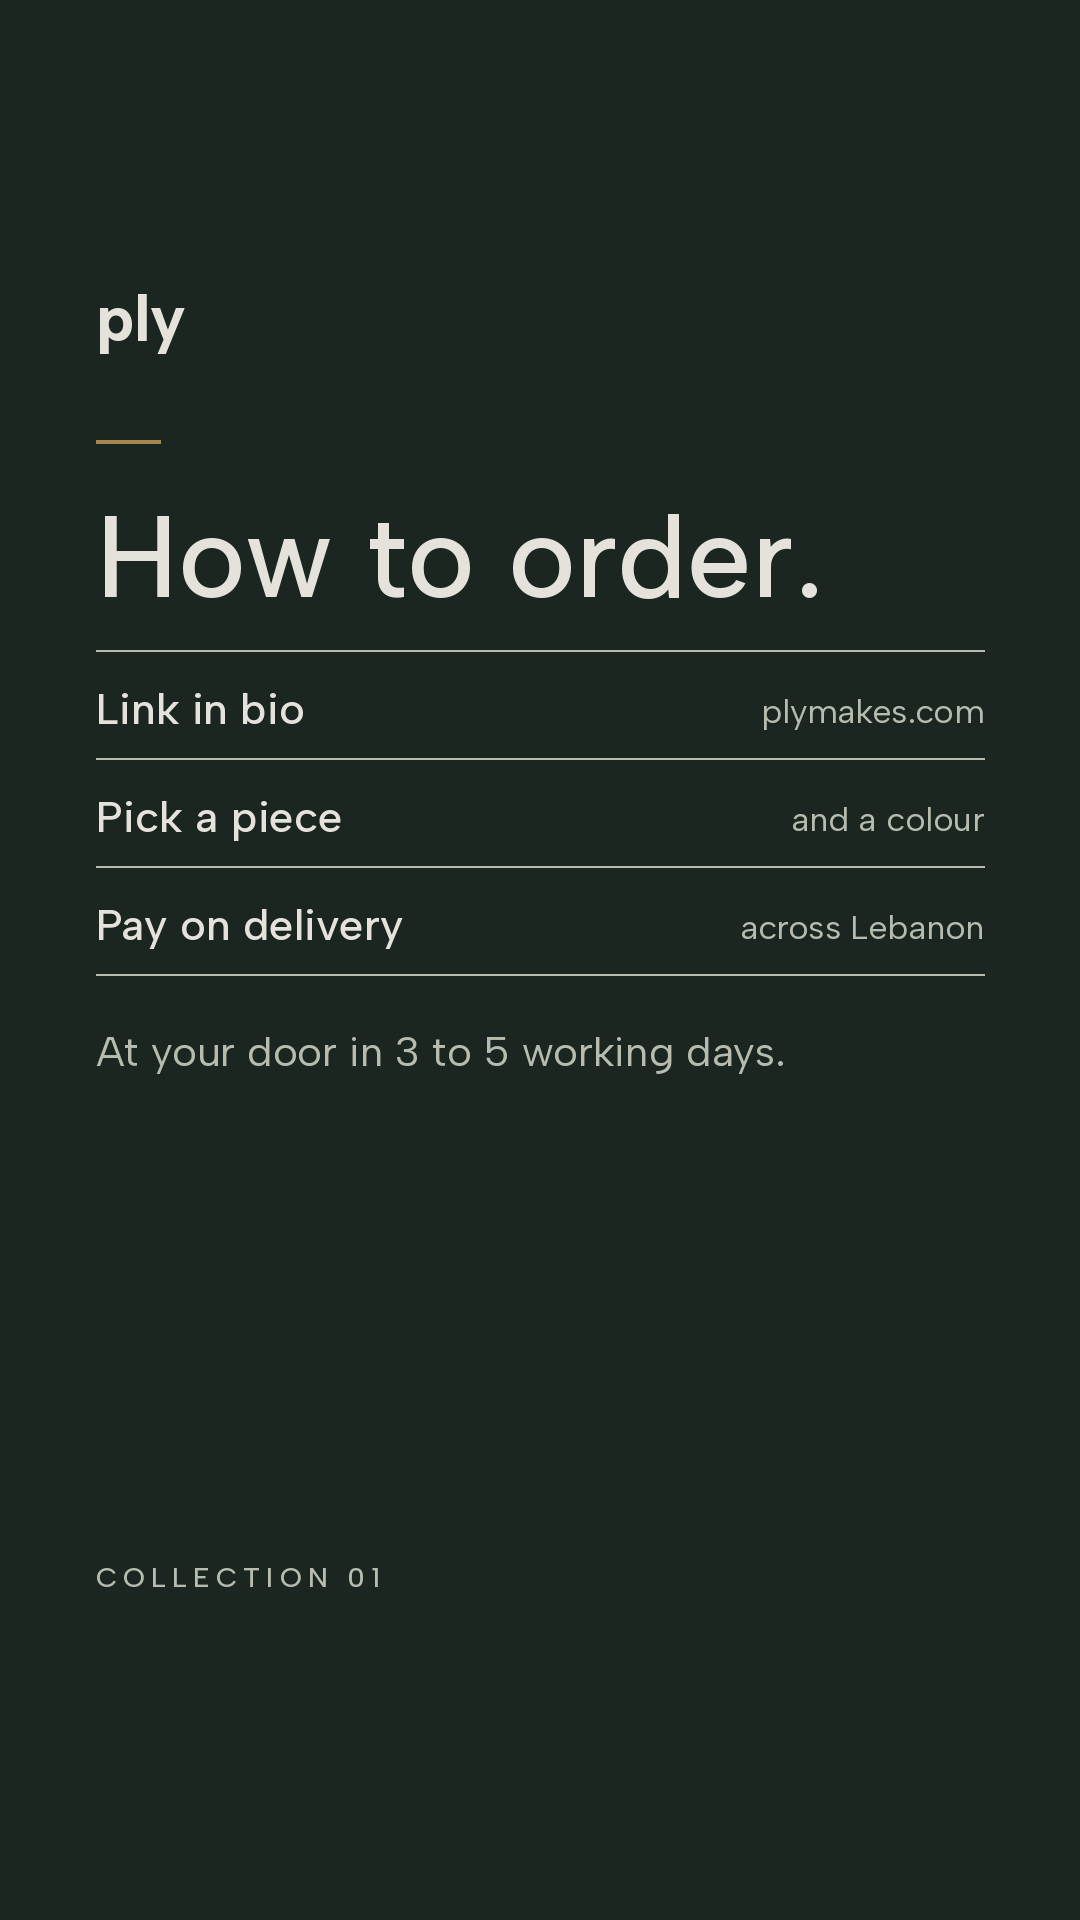 ply
How to order.
Link in bio plymakes.com
Pick a piece and a colour
Pay on delivery across Lebanon
At your door in 3 to 5 working days.
COLLECTION 01